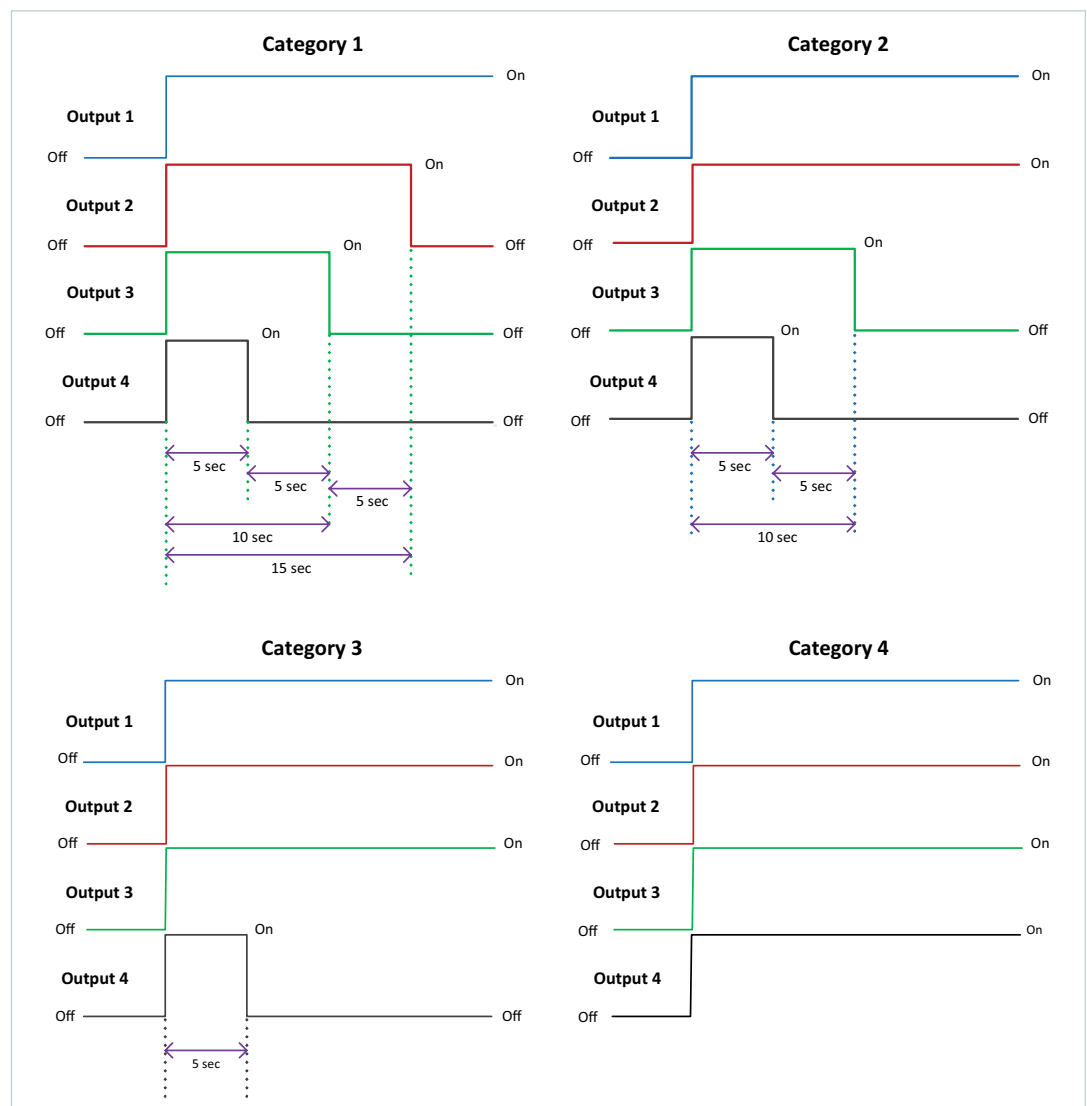 Category 1
On
Output 1
Off
On
Output 2
Off
Off
On
Output 3
Off
Off
On
Output 4
Off
Off
5 sec
5 sec
5 sec
10 sec
15 sec
Category 2
On
Output 1
Off
On
Output 2
Off
On
Output 3
Off
Off
On
Output 4
Off
Off
5 sec
5 sec
10 sec
Category 3
On
Output 1
Off
On
Output 2
Off
On
Output 3
Off
On
Output 4
Off
Off
5 sec
Category 4
On
Output 1
Off
On
Output 2
Off
On
Output 3
Off
On
Output 4
Off